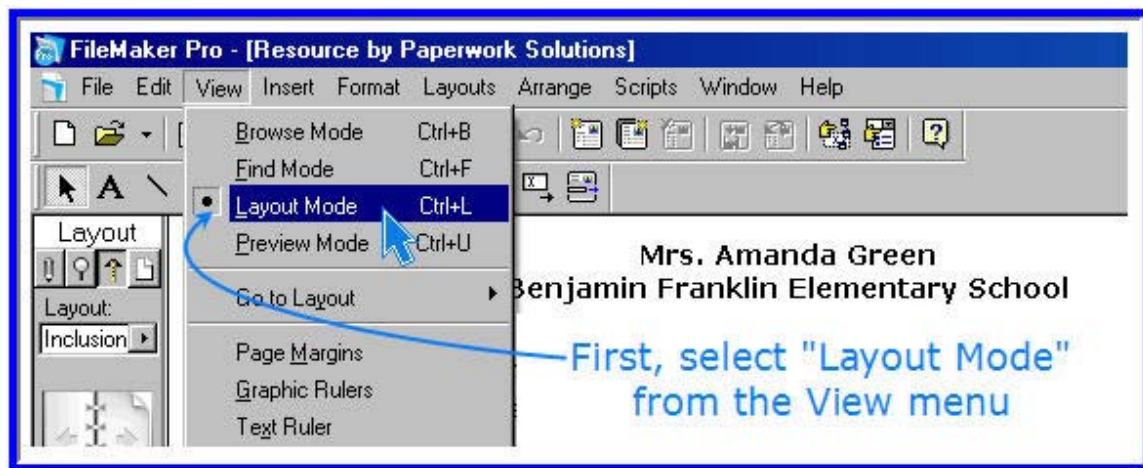 FileMaker Pro - [Resource by Paperwork Solutions]
File Edit View Insert Format Layouts Arrange Scripts Window Help
Browse Mode Ctrl+B
Find Mode Ctrl+F
Layout Mode Ctrl+L
Preview Mode Ctrl+U
Go to Layout
Page Margins
Graphic Rulers
Text Ruler
A
Layout
Layout:
Inclusion
Mrs. Amanda Green
Benjamin Franklin Elementary School
First, select "Layout Mode"
from the View menu